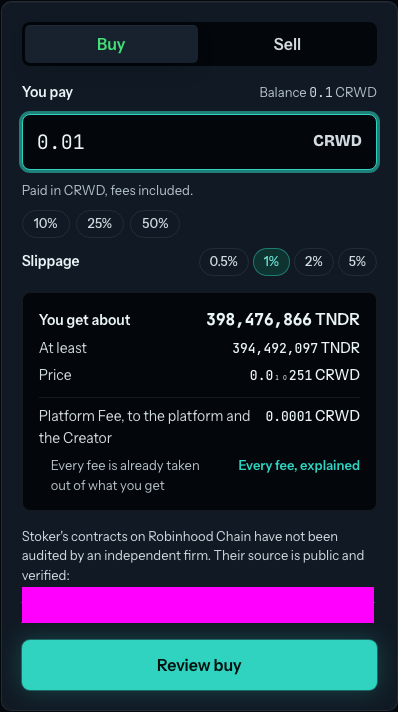 Buy
Sell
You pay
Balance 0.1 CRWD
0.01
CRWD
Paid in CRWD, fees included.
10%
25%
50%
Slippage
0.5%
1%
2%
5%
You get about
398,476,866 TNDR
At least
394,492,097 TNDR
Price
0.0₁₀251 CRWD
Platform Fee, to the platform and
the Creator
0.0001 CRWD
Every fee is already taken
out of what you get
Every fee, explained
Stoker's contracts on Robinhood Chain have not been
audited by an independent firm. Their source is public and
verified:
Review buy